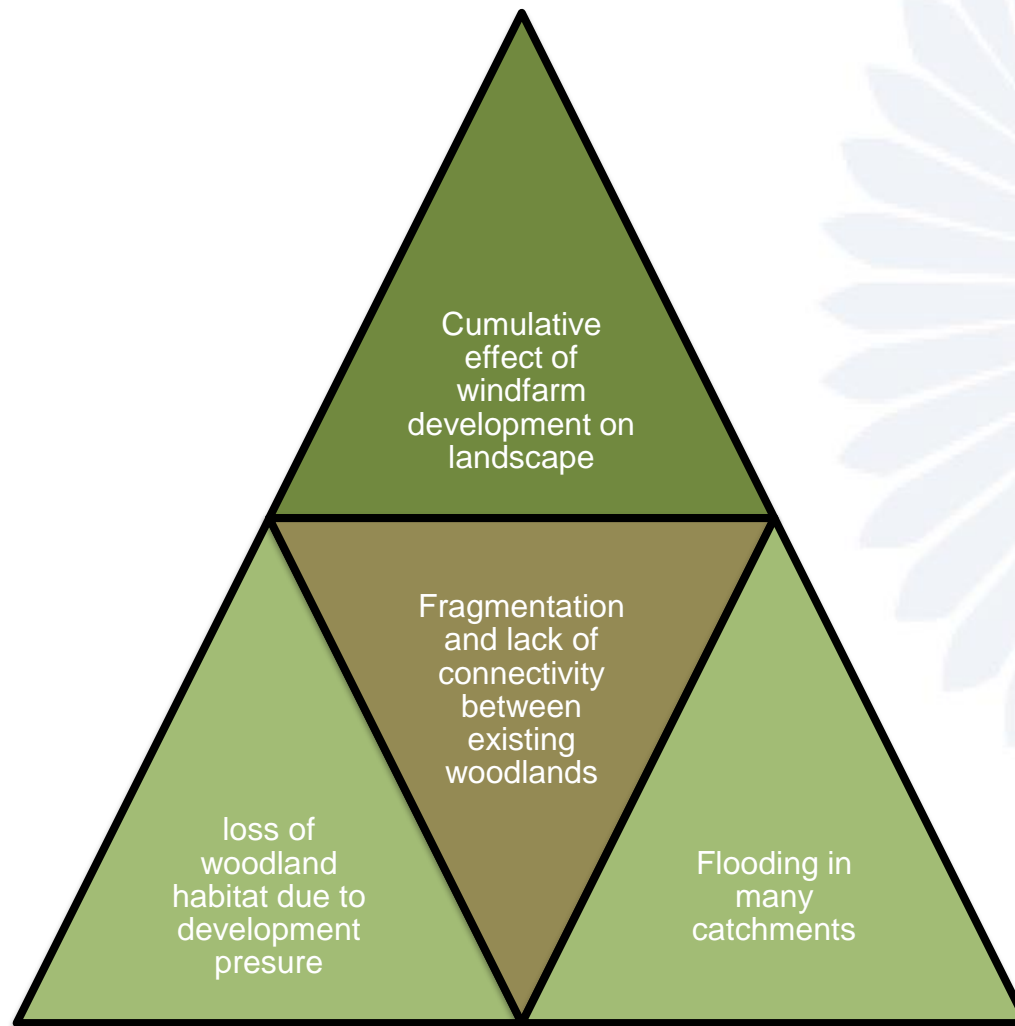 Cumulative
effect of
windfarm
development on
landscape
Fragmentation
and lack of
connectivity
between
existing
woodlands
loss of
woodland
habitat due to
development
presure
Flooding in
many
catchments